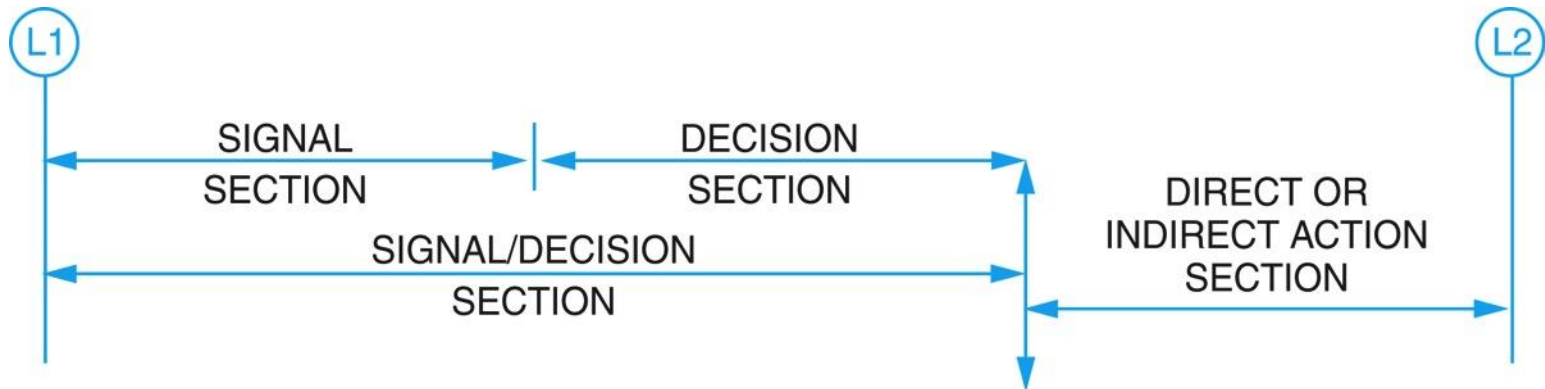 L1
L2
SIGNAL
SECTION
DECISION
SECTION
SIGNAL/DECISION
SECTION
DIRECT OR
INDIRECT ACTION
SECTION